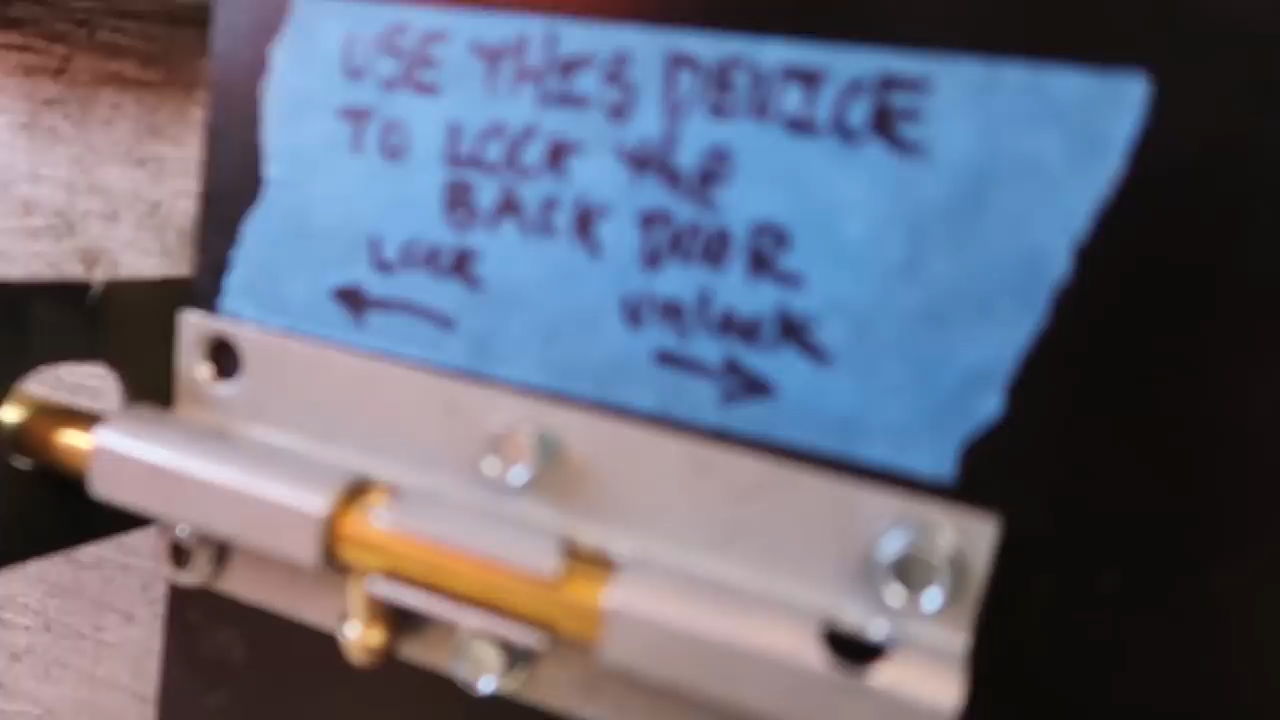 USE THIS DEVICE
TO LOCK the
BACK DOOR
LOCK
unlock